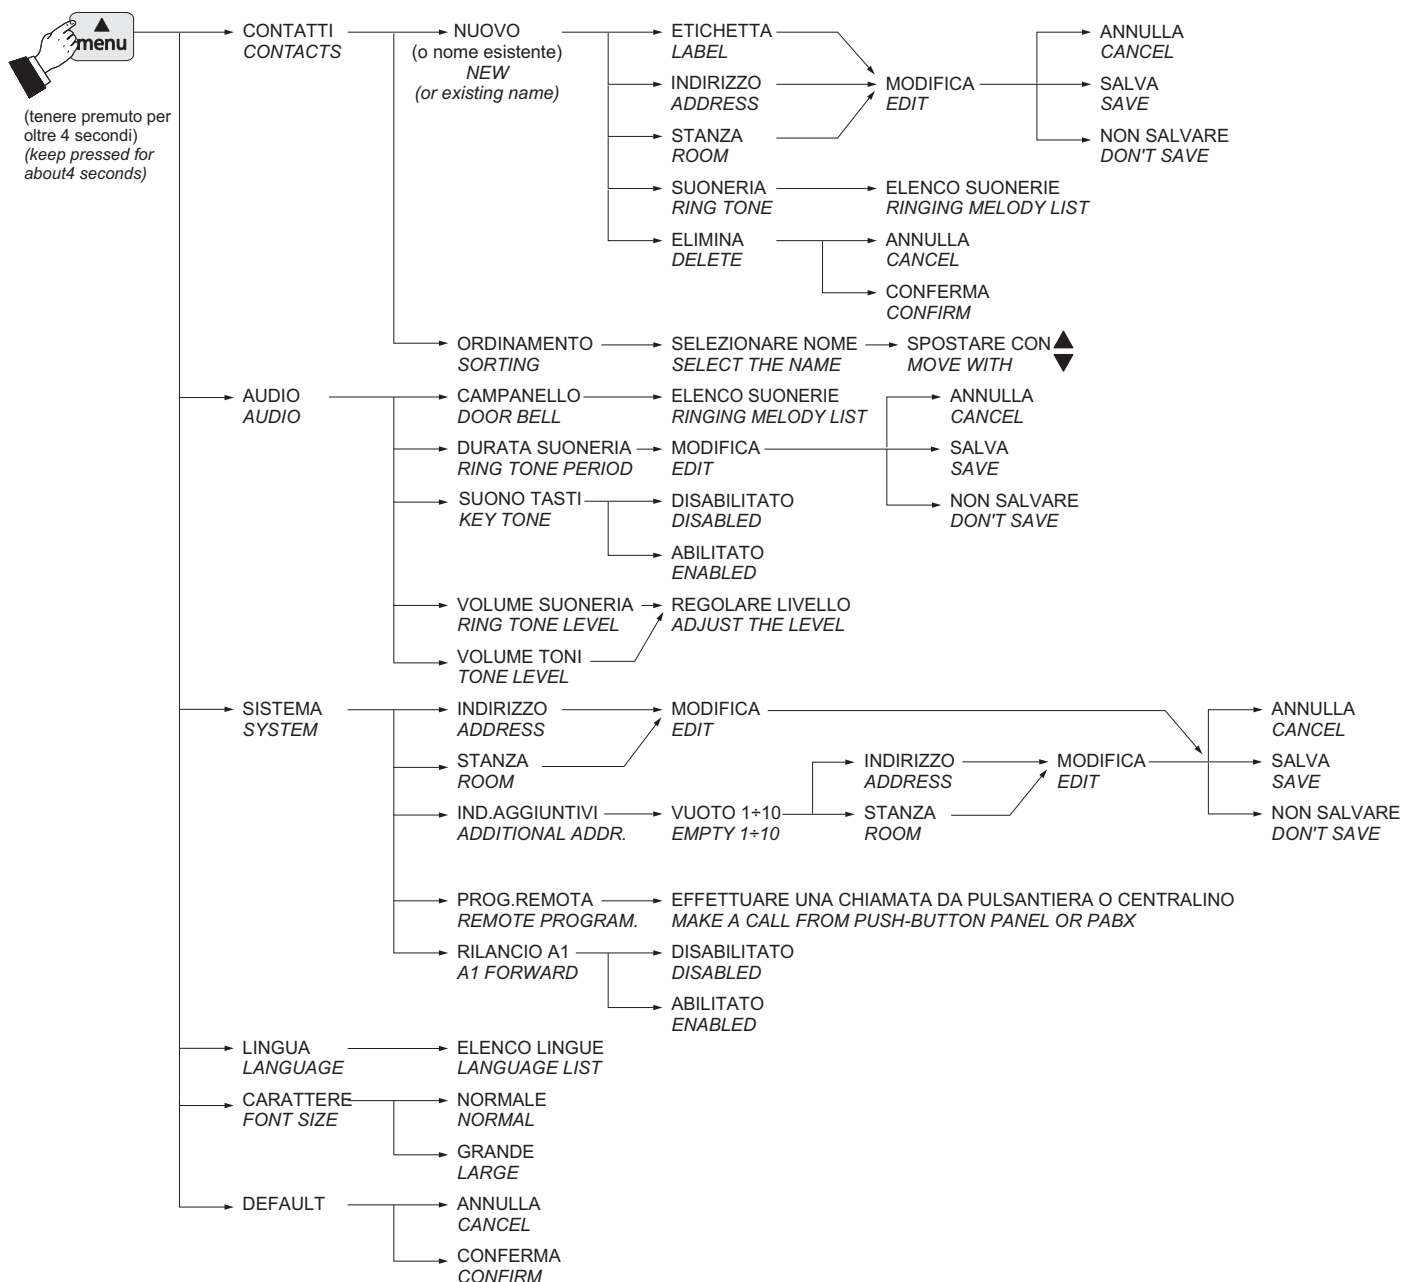 menu
(tenere premuto per
oltre 4 secondi)
(keep pressed for
about4 seconds)
CONTATTI
CONTACTS
NUOVO
(o nome esistente)
NEW
(or existing name)
ETICHETTA
LABEL
INDIRIZZO
ADDRESS
STANZA
ROOM
MODIFICA
EDIT
ANNULLA
CANCEL
SALVA
SAVE
NON SALVARE
DON'T SAVE
SUONERIA
RING TONE
ELENCO SUONERIE
RINGING MELODY LIST
ELIMINA
DELETE
ANNULLA
CANCEL
CONFERMA
CONFIRM
ORDINAMENTO
SORTING
SELEZIONARE NOME
SELECT THE NAME
SPOSTARE CON
MOVE WITH
AUDIO
AUDIO
CAMPANELLO
DOOR BELL
ELENCO SUONERIE
RINGING MELODY LIST
DURATA SUONERIA
RING TONE PERIOD
MODIFICA
EDIT
ANNULLA
CANCEL
SALVA
SAVE
NON SALVARE
DON'T SAVE
SUONO TASTI
KEY TONE
DISABILITATO
DISABLED
ABILITATO
ENABLED
VOLUME SUONERIA
RING TONE LEVEL
REGOLARE LIVELLO
ADJUST THE LEVEL
VOLUME TONI
TONE LEVEL
SISTEMA
SYSTEM
INDIRIZZO
ADDRESS
MODIFICA
EDIT
STANZA
ROOM
IND.AGGIUNTIVI
ADDITIONAL ADDR.
VUOTO 1÷10
EMPTY 1÷10
INDIRIZZO
ADDRESS
STANZA
ROOM
MODIFICA
EDIT
ANNULLA
CANCEL
SALVA
SAVE
NON SALVARE
DON'T SAVE
PROG.REMOTA
REMOTE PROGRAM.
EFFETTUARE UNA CHIAMATA DA PULSANTIERA O CENTRALINO
MAKE A CALL FROM PUSH-BUTTON PANEL OR PABX
RILANCIO A1
A1 FORWARD
DISABILITATO
DISABLED
ABILITATO
ENABLED
LINGUA
LANGUAGE
ELENCO LINGUE
LANGUAGE LIST
CARATTERE
FONT SIZE
NORMALE
NORMAL
GRANDE
LARGE
DEFAULT
ANNULLA
CANCEL
CONFERMA
CONFIRM